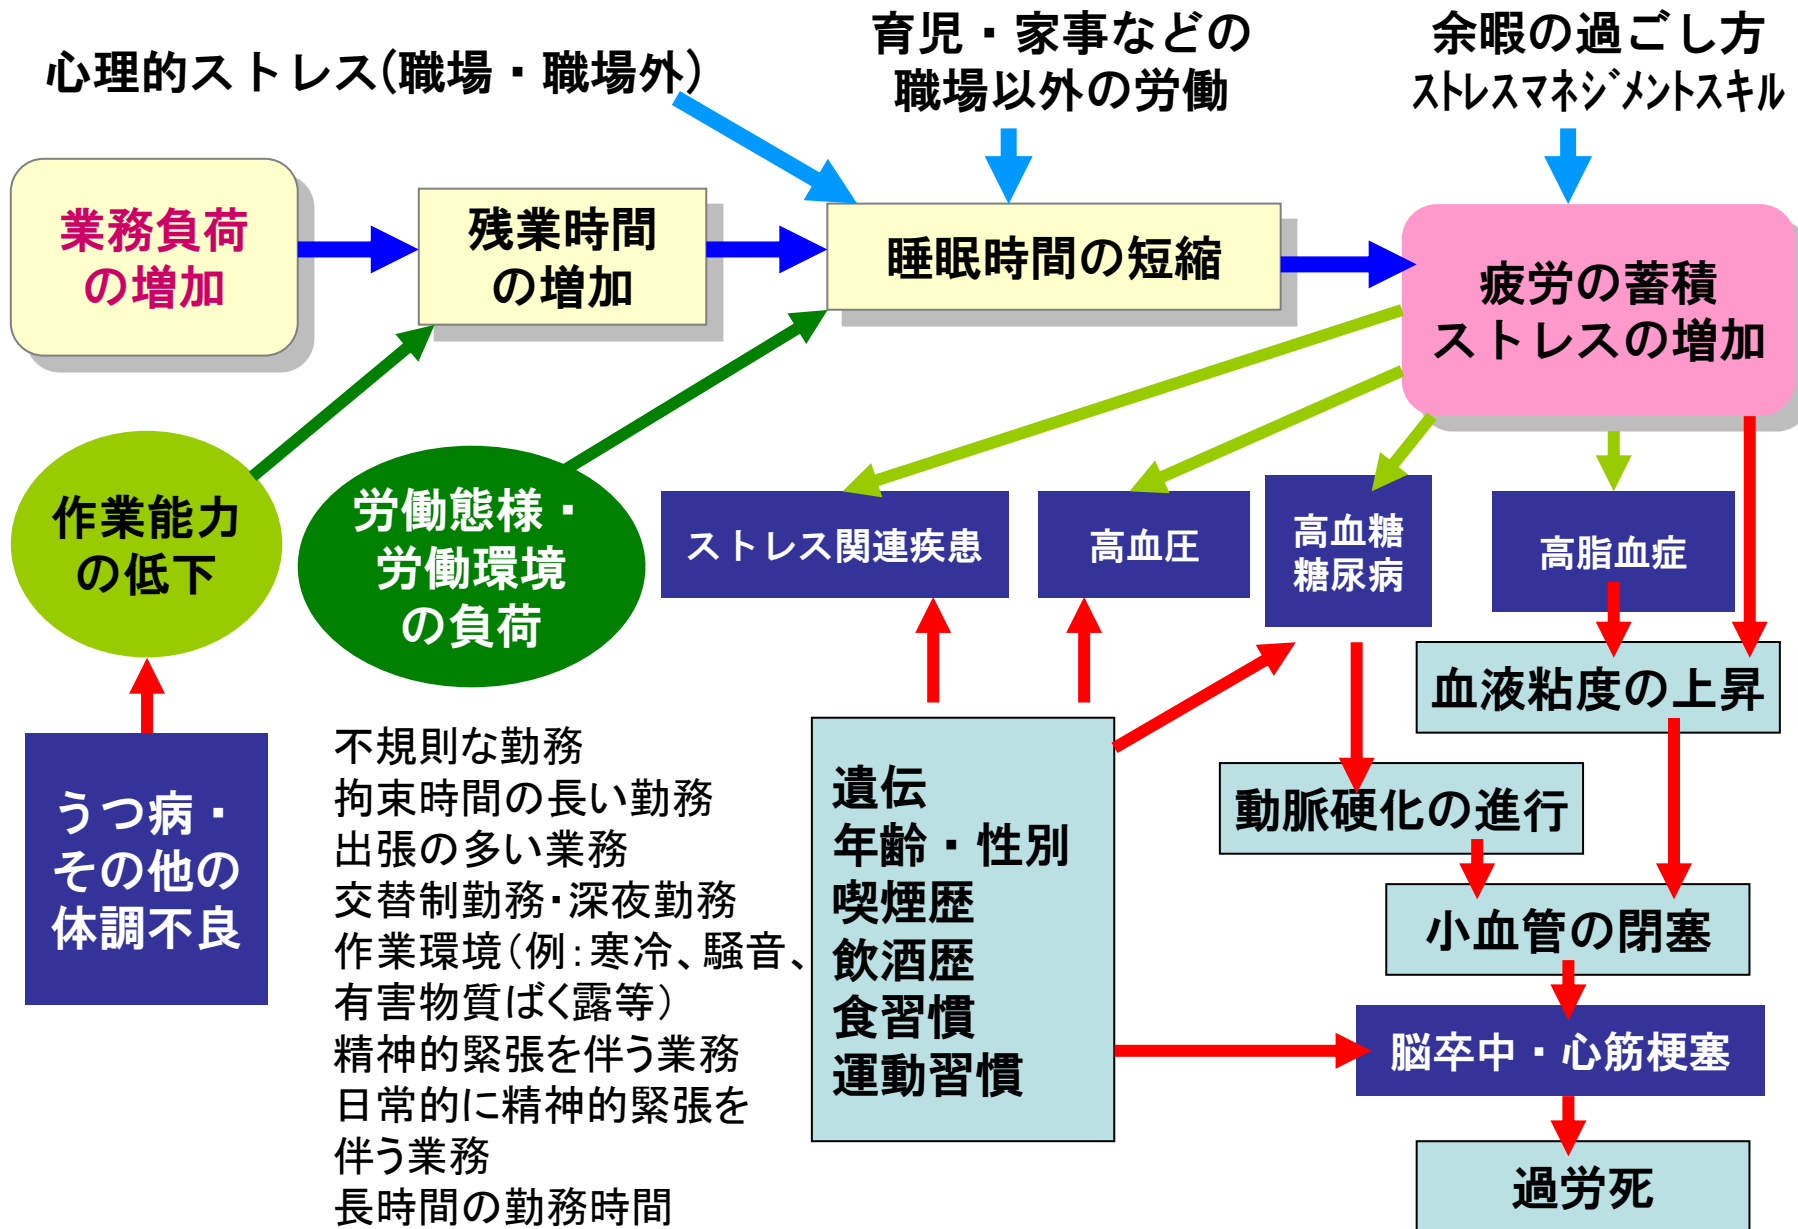 心理的ストレス(職場・職場外)
育児・家事などの
職場以外の労働
余暇の過ごし方
ストレスマネジメントスキル
業務負荷
の増加
残業時間
の増加
睡眠時間の短縮
疲労の蓄積
ストレスの増加
作業能力
の低下
労働態様・
労働環境
の負荷
ストレス関連疾患
高血圧
高血糖
糖尿病
高脂血症
血液粘度の上昇
うつ病・
その他の
体調不良
不規則な勤務
拘束時間の長い勤務
出張の多い業務
交替制勤務・深夜勤務
作業環境(例:寒冷、騒音、
有害物質ばく露等)
精神的緊張を伴う業務
日常的に精神的緊張を
伴う業務
長時間の勤務時間
遺伝
年齢・性別
喫煙歴
飲酒歴
食習慣
運動習慣
動脈硬化の進行
小血管の閉塞
脳卒中・心筋梗塞
過労死